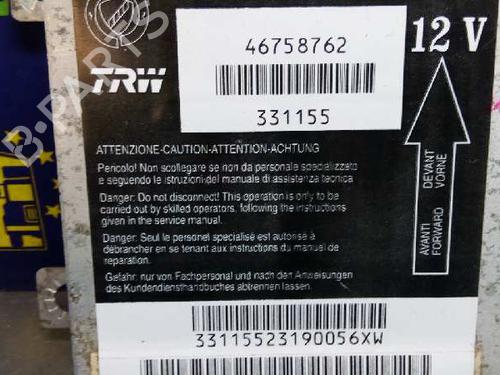 46758762
12 V
TRW
331155
ATTENZIONE-CAUTION-ATTENTION-ACHTUNG
Pericolo! Non scollegare se non da personale specializzato
e seguendo le istruzioni del manuale di assistenza tecnica
Danger: Do not disconnect! This operation is only to be
carried out by skilled operators, following the instructions
given in the service manual.
Danger: Seul le personel spécialisé est autorisé à
débrancher en se tenant aux instructions du manuel de
reparation.
Gefahr: nur von Fachpersonal und nach den Anweisungen
des Kundendiensthandbuches abtrennen lassen.
AVANTI DEVANT
FORWARD VORNE
33115523190056XW
B-PARTS